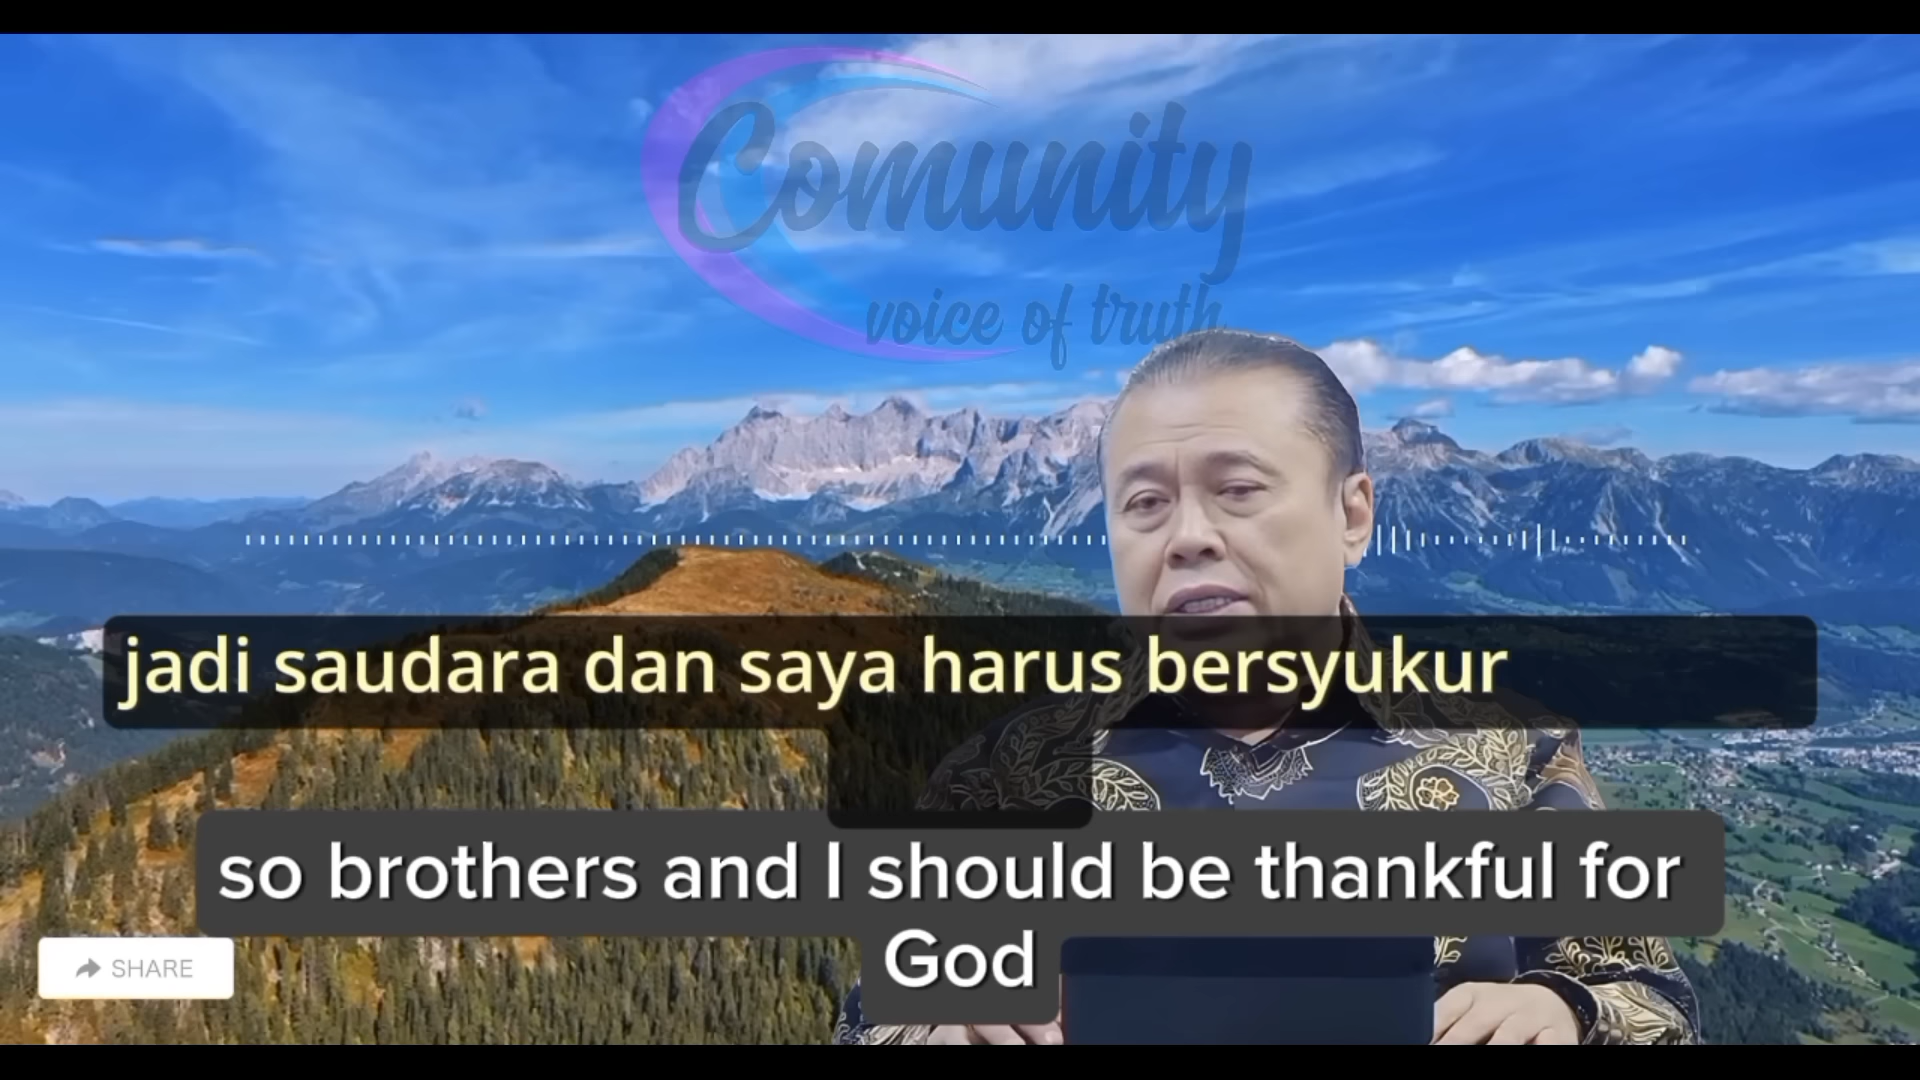 Comunity
voice of truth
jadi saudara dan saya harus bersyukur
so brothers and I should be thankful for
God
SHARE